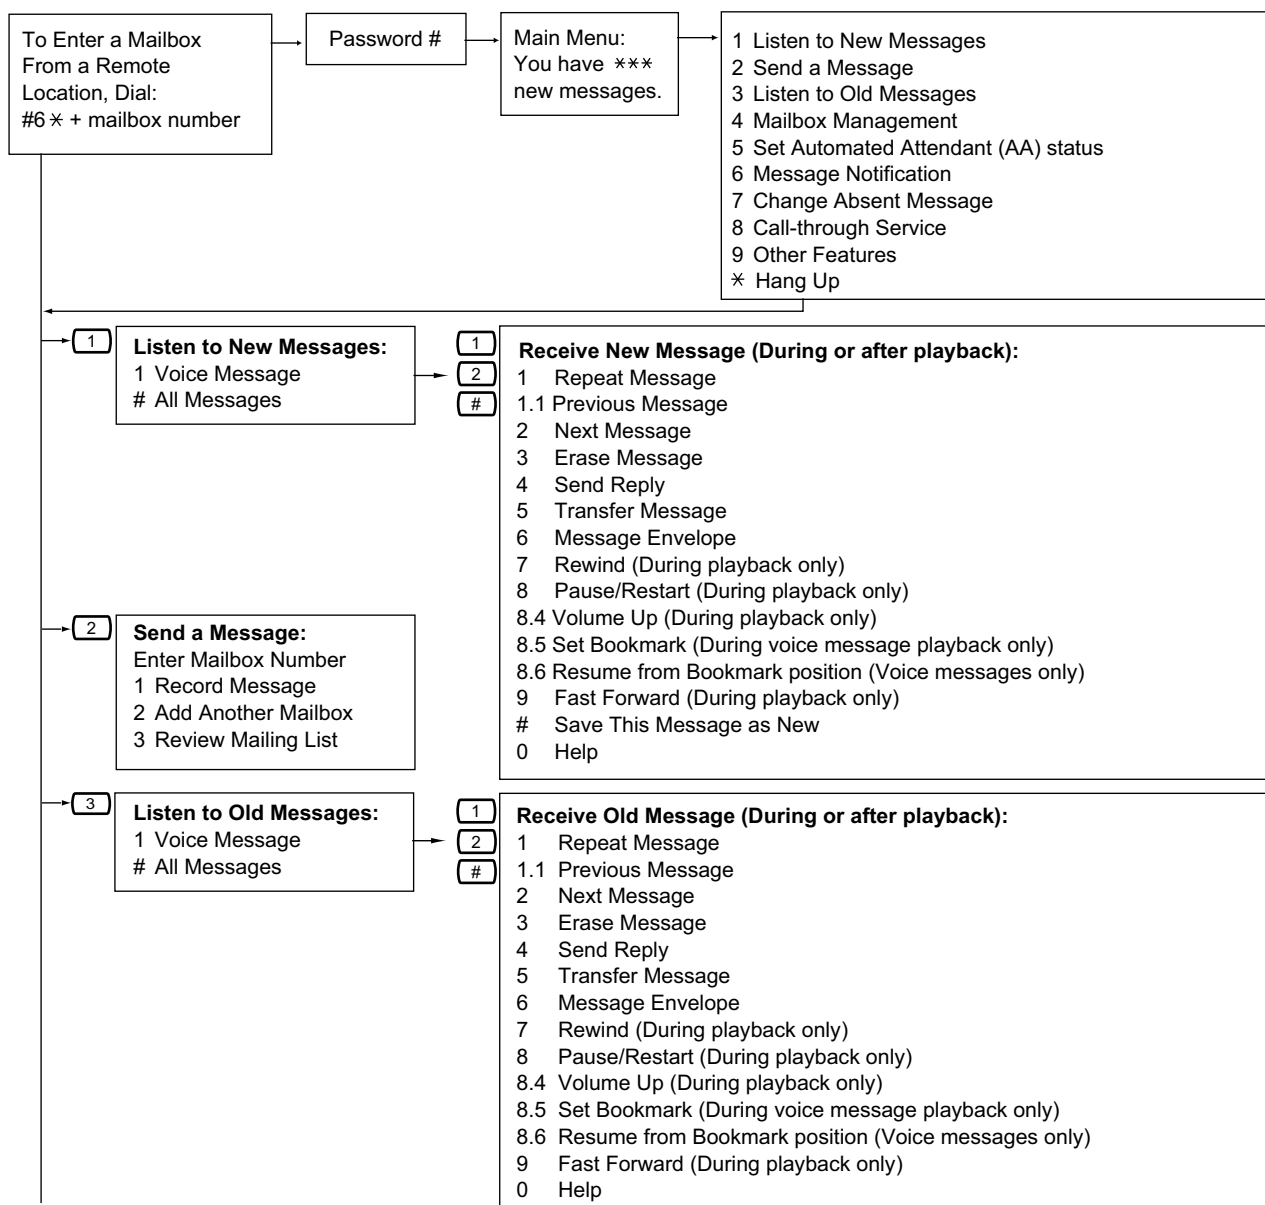 To Enter a Mailbox
From a Remote
Location, Dial:
#6* + mailbox number
Password #
Main Menu:
You have ***
new messages.
1 Listen to New Messages
2 Send a Message
3 Listen to Old Messages
4 Mailbox Management
5 Set Automated Attendant (AA) status
6 Message Notification
7 Change Absent Message
8 Call-through Service
9 Other Features
* Hang Up
1
Listen to New Messages:
1 Voice Message
# All Messages
1
2
#
Receive New Message (During or after playback):
1 Repeat Message
1.1 Previous Message
2 Next Message
3 Erase Message
4 Send Reply
5 Transfer Message
6 Message Envelope
7 Rewind (During playback only)
8 Pause/Restart (During playback only)
8.4 Volume Up (During playback only)
8.5 Set Bookmark (During voice message playback only)
8.6 Resume from Bookmark position (Voice messages only)
9 Fast Forward (During playback only)
# Save This Message as New
0 Help
2
Send a Message:
Enter Mailbox Number
1 Record Message
2 Add Another Mailbox
3 Review Mailing List
3
Listen to Old Messages:
1 Voice Message
# All Messages
1
2
#
Receive Old Message (During or after playback):
1 Repeat Message
1.1 Previous Message
2 Next Message
3 Erase Message
4 Send Reply
5 Transfer Message
6 Message Envelope
7 Rewind (During playback only)
8 Pause/Restart (During playback only)
8.4 Volume Up (During playback only)
8.5 Set Bookmark (During voice message playback only)
8.6 Resume from Bookmark position (Voice messages only)
9 Fast Forward (During playback only)
0 Help